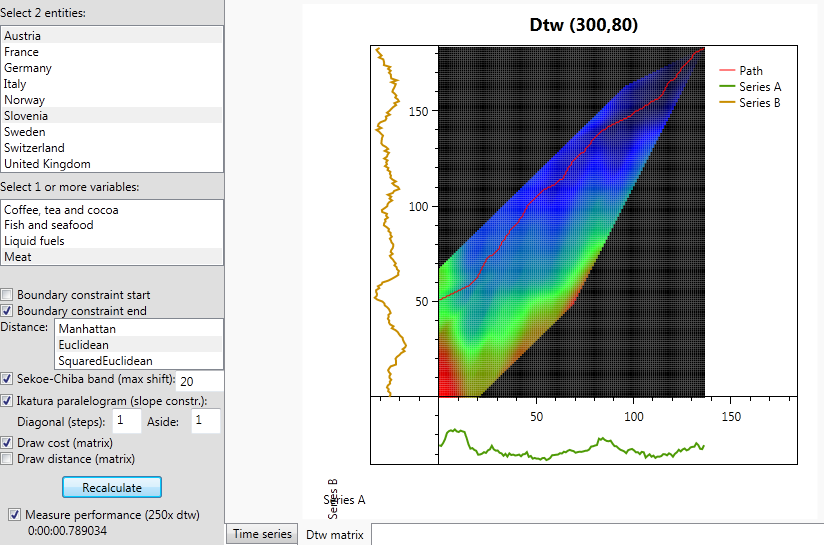 Select 2 entities:
Austria
France
Germany
Italy
Norway
Slovenia
Sweden
Switzerland
United Kingdom
Select 1 or more variables:
Coffee, tea and cocoa
Fish and seafood
Liquid fuels
Meat
Boundary constraint start
Boundary constraint end
Distance:
Manhattan
Euclidean
SquaredEuclidean
Sekoe-Chiba band (max shift): 20
Ikatura paralelogram (slope constr.):
Diagonal (steps): 1 Aside: 1
Draw cost (matrix)
Draw distance (matrix)
Recalculate
Measure performance (250x dtw)
0:00:00.789034
Dtw (300,80)
Path
Series A
Series B
150
100
50
50 100 150
Series B
Series A
Time series
Dtw matrix